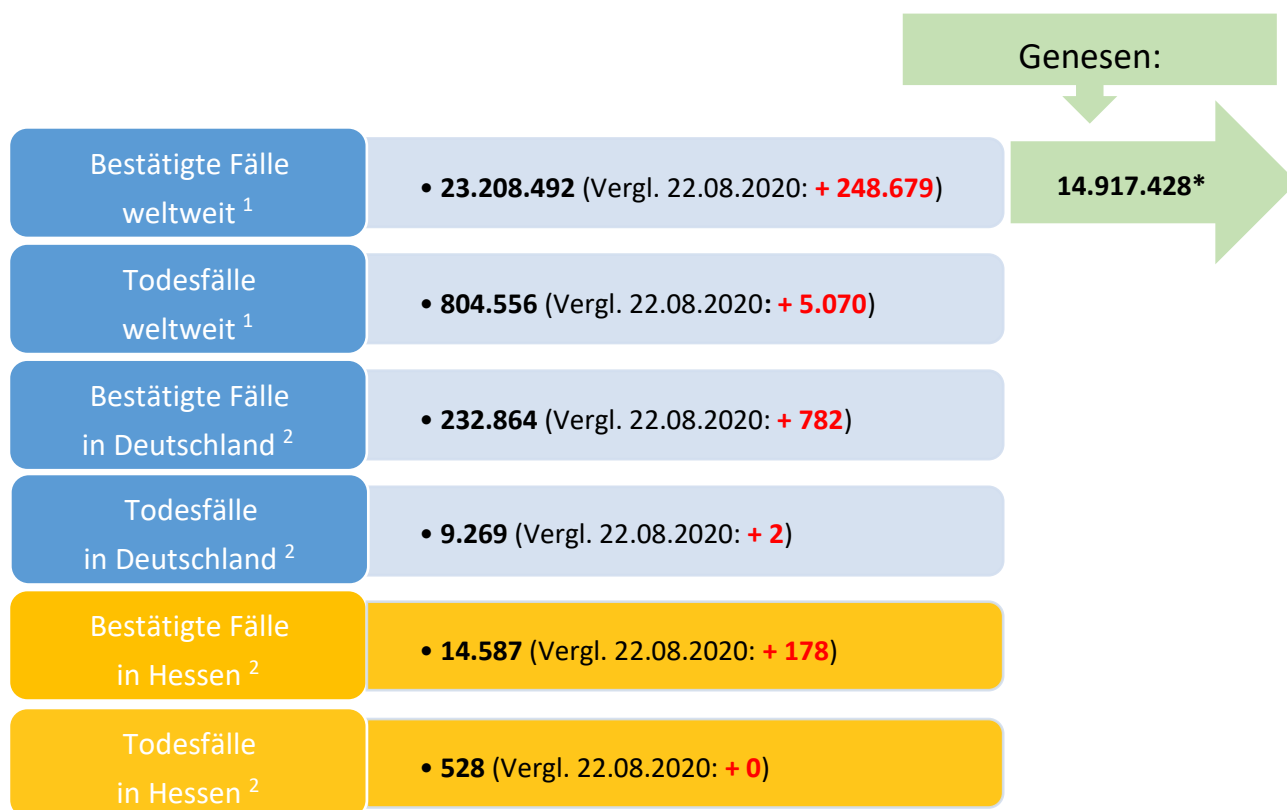 Genesen:
Bestätigte Fälle
weltweit ¹
• 23.208.492 (Vergl. 22.08.2020: + 248.679)
14.917.428*
Todesfälle
weltweit ¹
• 804.556 (Vergl. 22.08.2020: + 5.070)
Bestätigte Fälle
in Deutschland ²
• 232.864 (Vergl. 22.08.2020: + 782)
Todesfälle
in Deutschland ²
• 9.269 (Vergl. 22.08.2020: + 2)
Bestätigte Fälle
in Hessen ²
• 14.587 (Vergl. 22.08.2020: + 178)
Todesfälle
in Hessen ²
• 528 (Vergl. 22.08.2020: + 0)